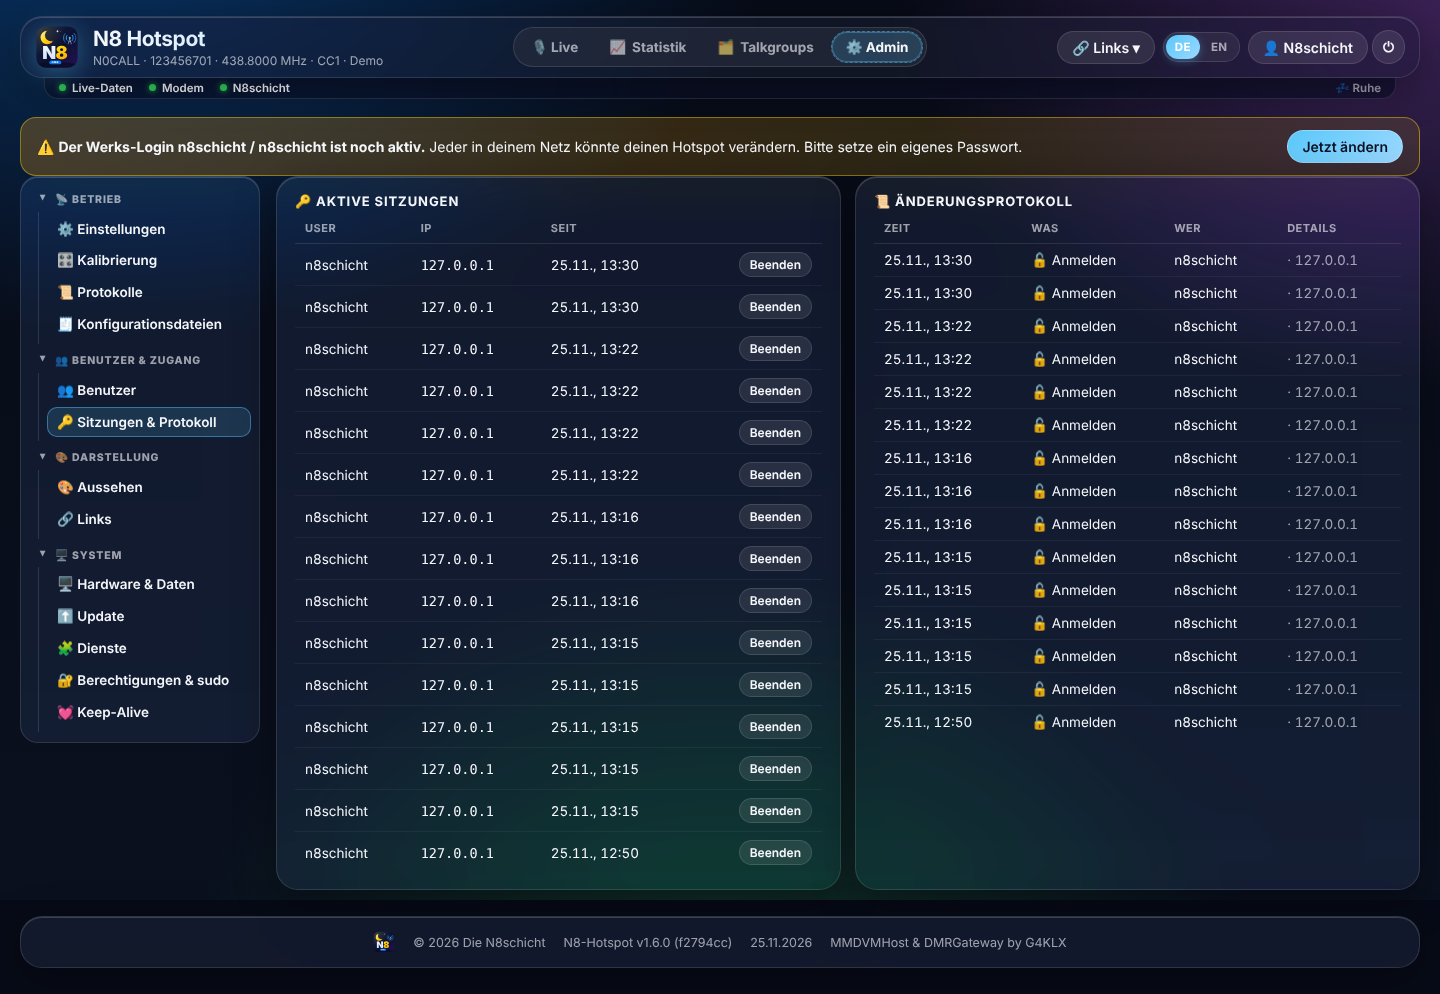 N8 Hotspot
N0CALL · 123456701 · 438.8000 MHz · CC1 · Demo
Live
Statistik
Talkgroups
Admin
Links ▾
DE EN
N8schicht
Live-Daten Modem N8schicht
Ruhe
Der Werks-Login n8schicht / n8schicht ist noch aktiv. Jeder in deinem Netz könnte deinen Hotspot verändern. Bitte setze ein eigenes Passwort.
Jetzt ändern
BETRIEB
Einstellungen
Kalibrierung
Protokolle
Konfigurationsdateien
BENUTZER & ZUGANG
Benutzer
Sitzungen & Protokoll
DARSTELLUNG
Aussehen
Links
SYSTEM
Hardware & Daten
Update
Dienste
Berechtigungen & sudo
Keep-Alive
AKTIVE SITZUNGEN
USER IP SEIT
n8schicht 127.0.0.1 25.11., 13:30 Beenden
n8schicht 127.0.0.1 25.11., 13:30 Beenden
n8schicht 127.0.0.1 25.11., 13:22 Beenden
n8schicht 127.0.0.1 25.11., 13:22 Beenden
n8schicht 127.0.0.1 25.11., 13:22 Beenden
n8schicht 127.0.0.1 25.11., 13:22 Beenden
n8schicht 127.0.0.1 25.11., 13:16 Beenden
n8schicht 127.0.0.1 25.11., 13:16 Beenden
n8schicht 127.0.0.1 25.11., 13:16 Beenden
n8schicht 127.0.0.1 25.11., 13:15 Beenden
n8schicht 127.0.0.1 25.11., 13:15 Beenden
n8schicht 127.0.0.1 25.11., 13:15 Beenden
n8schicht 127.0.0.1 25.11., 13:15 Beenden
n8schicht 127.0.0.1 25.11., 13:15 Beenden
n8schicht 127.0.0.1 25.11., 12:50 Beenden
ÄNDERUNGSPROTOKOLL
ZEIT WAS WER DETAILS
25.11., 13:30 Anmelden n8schicht · 127.0.0.1
25.11., 13:30 Anmelden n8schicht · 127.0.0.1
25.11., 13:22 Anmelden n8schicht · 127.0.0.1
25.11., 13:22 Anmelden n8schicht · 127.0.0.1
25.11., 13:22 Anmelden n8schicht · 127.0.0.1
25.11., 13:22 Anmelden n8schicht · 127.0.0.1
25.11., 13:16 Anmelden n8schicht · 127.0.0.1
25.11., 13:16 Anmelden n8schicht · 127.0.0.1
25.11., 13:16 Anmelden n8schicht · 127.0.0.1
25.11., 13:15 Anmelden n8schicht · 127.0.0.1
25.11., 13:15 Anmelden n8schicht · 127.0.0.1
25.11., 13:15 Anmelden n8schicht · 127.0.0.1
25.11., 13:15 Anmelden n8schicht · 127.0.0.1
25.11., 13:15 Anmelden n8schicht · 127.0.0.1
25.11., 12:50 Anmelden n8schicht · 127.0.0.1
N8 © 2026 Die N8schicht N8-Hotspot v1.6.0 (f2794cc) 25.11.2026 MMDVMHost & DMRGateway by G4KLX